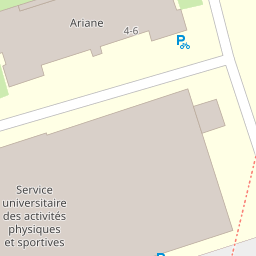 Ariane
4-6
P
Service
universitaire
des activités
physiques
et sportives
P